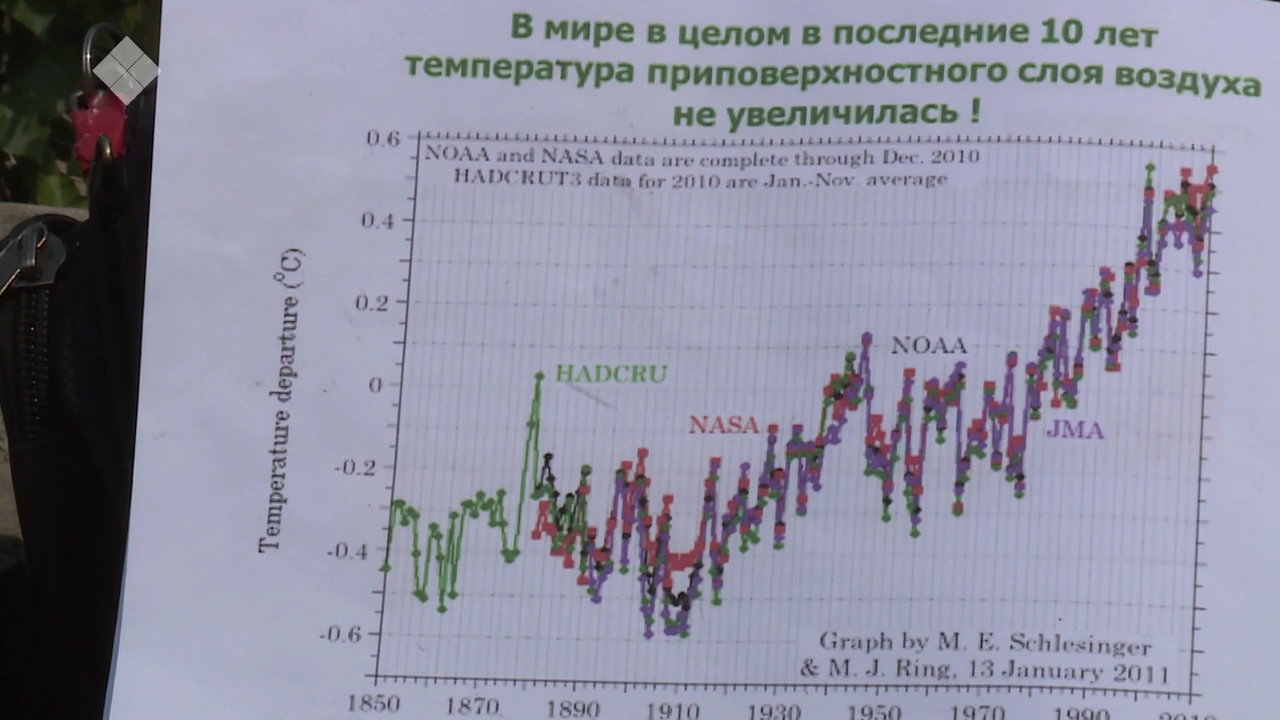 В мире в целом в последние 10 лет
температура приповерхностного слоя воздуха
не увеличилась !
NOAA and NASA data are complete through Dec. 2010
HADCRUT3 data for 2010 are Jan.-Nov. average
0.6
0.4
0.2
0
-0.2
-0.4
-0.6
Temperature departure (°C)
HADCRU
NASA
NOAA
JMA
Graph by M. E. Schlesinger
& M. J. Ring, 13 January 2011
1850 1870 1890 1910 1930 1950 1970 1990